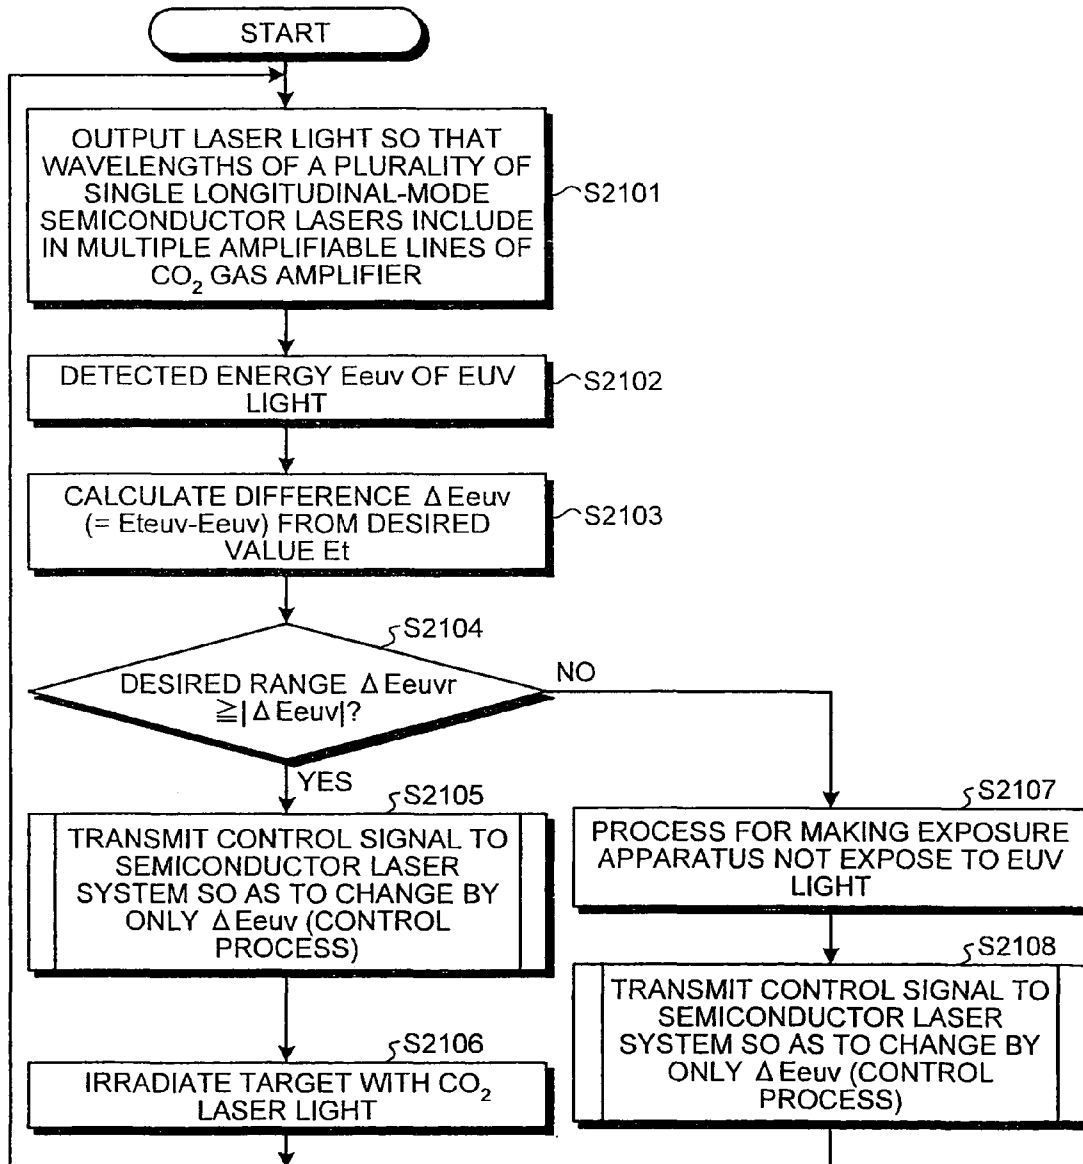 START
OUTPUT LASER LIGHT SO THAT
WAVELENGTHS OF A PLURALITY OF
SINGLE LONGITUDINAL-MODE
SEMICONDUCTOR LASERS INCLUDE
IN MULTIPLE AMPLIFIABLE LINES OF
CO₂ GAS AMPLIFIER
S2101
DETECTED ENERGY Eeuv OF EUV
LIGHT
S2102
CALCULATE DIFFERENCE Δ Eeuv
(= Eteuv-Eeuv) FROM DESIRED
VALUE Et
S2103
S2104
DESIRED RANGE Δ Eeuvr
≧|Δ Eeuv|?
NO
YES
S2105
TRANSMIT CONTROL SIGNAL TO
SEMICONDUCTOR LASER
SYSTEM SO AS TO CHANGE BY
ONLY Δ Eeuv (CONTROL
PROCESS)
S2106
IRRADIATE TARGET WITH CO₂
LASER LIGHT
S2107
PROCESS FOR MAKING EXPOSURE
APPARATUS NOT EXPOSE TO EUV
LIGHT
S2108
TRANSMIT CONTROL SIGNAL TO
SEMICONDUCTOR LASER
SYSTEM SO AS TO CHANGE BY
ONLY Δ Eeuv (CONTROL
PROCESS)